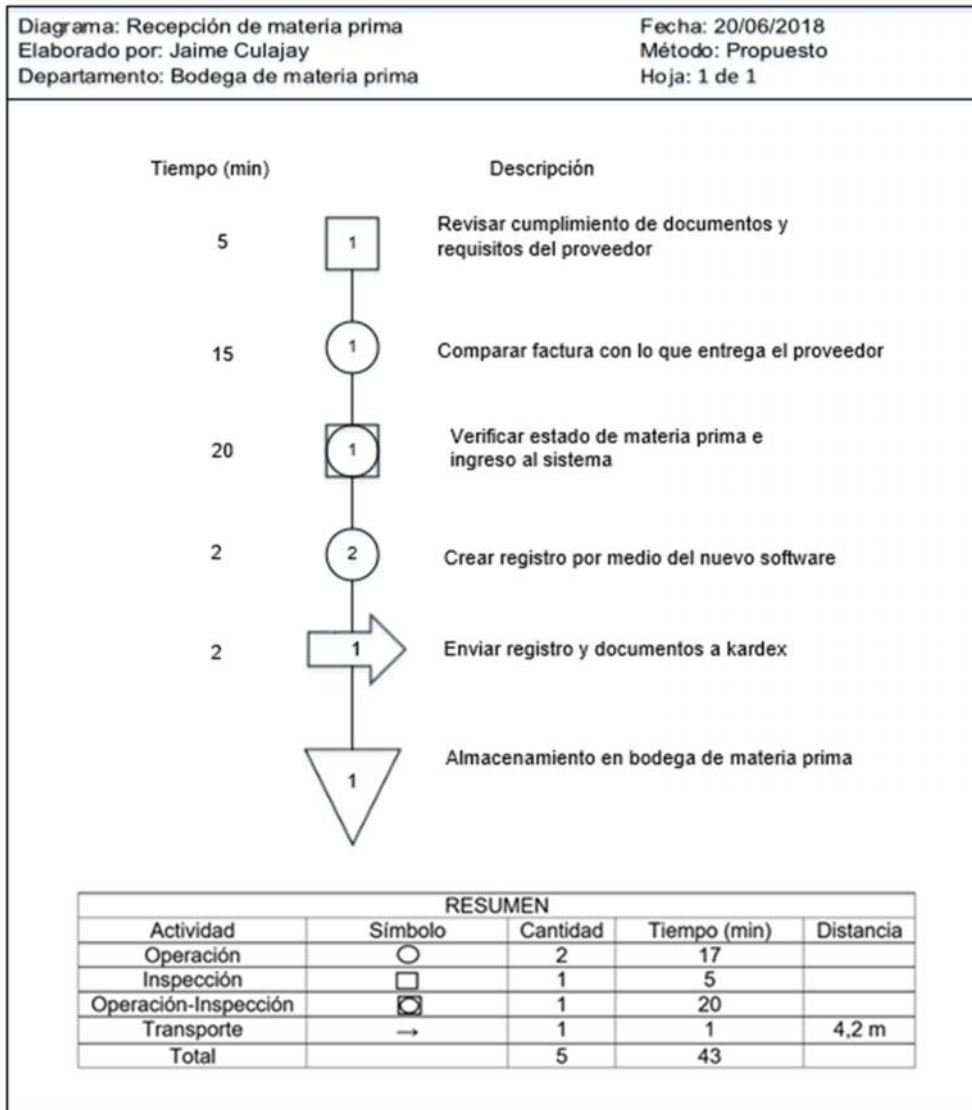 Diagrama: Recepción de materia prima Fecha: 20/06/2018
Elaborado por: Jaime Culajay Método: Propuesto
Departamento: Bodega de materia prima Hoja: 1 de 1
Tiempo (min) Descripción
5 1 Revisar cumplimiento de documentos y
requisitos del proveedor
15 1 Comparar factura con lo que entrega el proveedor
20 1 Verificar estado de materia prima e
ingreso al sistema
2 2 Crear registro por medio del nuevo software
2 1 Enviar registro y documentos a kardex
1 Almacenamiento en bodega de materia prima
RESUMEN
Actividad Símbolo Cantidad Tiempo (min) Distancia
Operación 2 17
Inspección 1 5
Operación-Inspección 1 20
Transporte → 1 1 4,2 m
Total 5 43